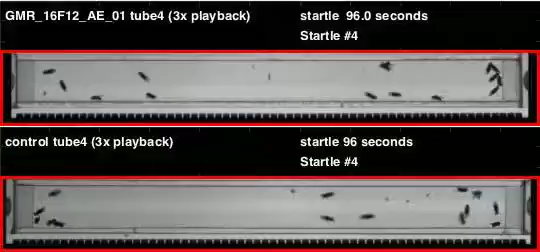 GMR_16F12_AE_01 tube4 (3x playback)
startle  96.0 seconds
Startle #4
control tube4 (3x playback)
startle 96 seconds
Startle #4